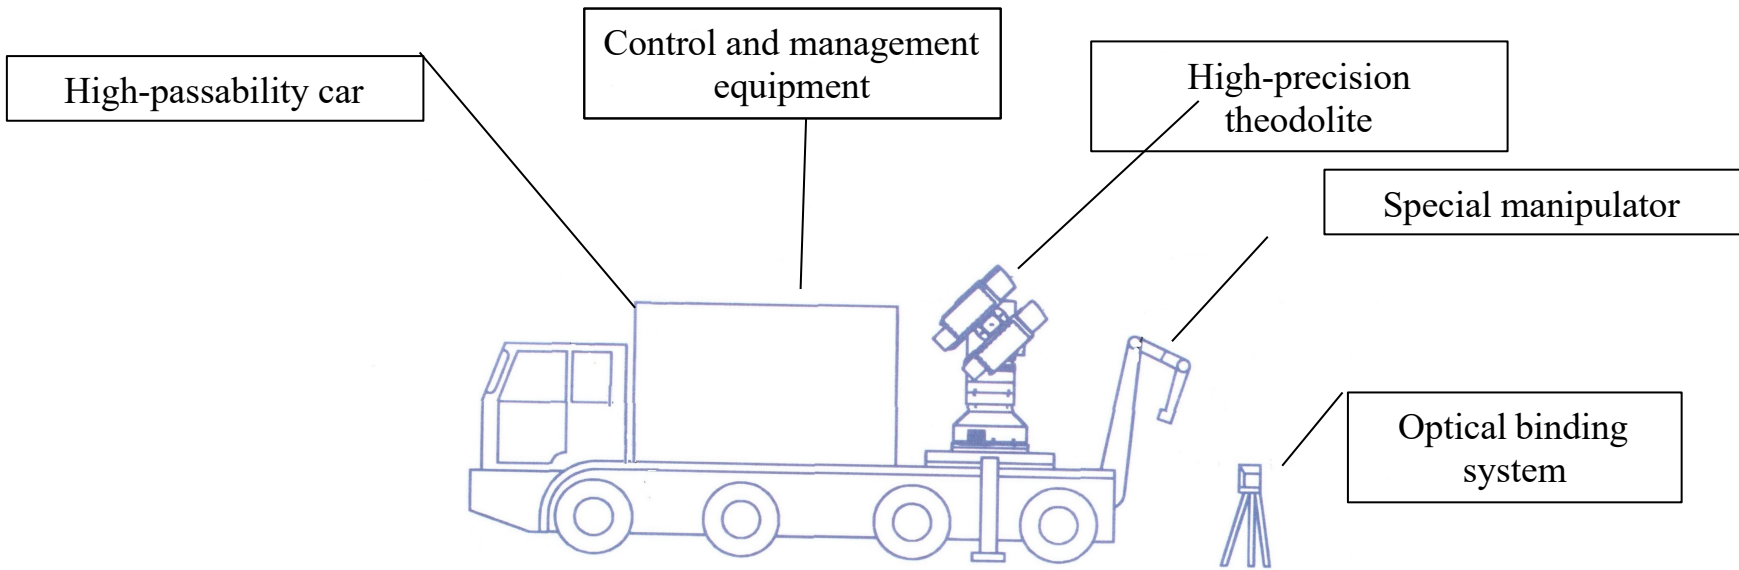 High-passability car
Control and management
equipment
High-precision
theodolite
Special manipulator
Optical binding
system